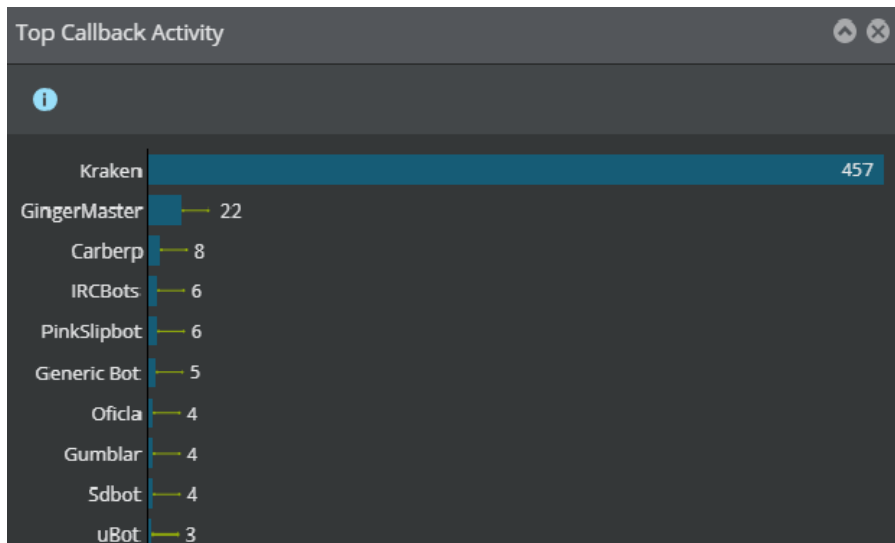 Top Callback Activity
i
Kraken 457
GingerMaster 22
Carberp 8
IRCBots 6
PinkSlipbot 6
Generic Bot 5
Oficla 4
Gumblar 4
Sdbot 4
uBot 3